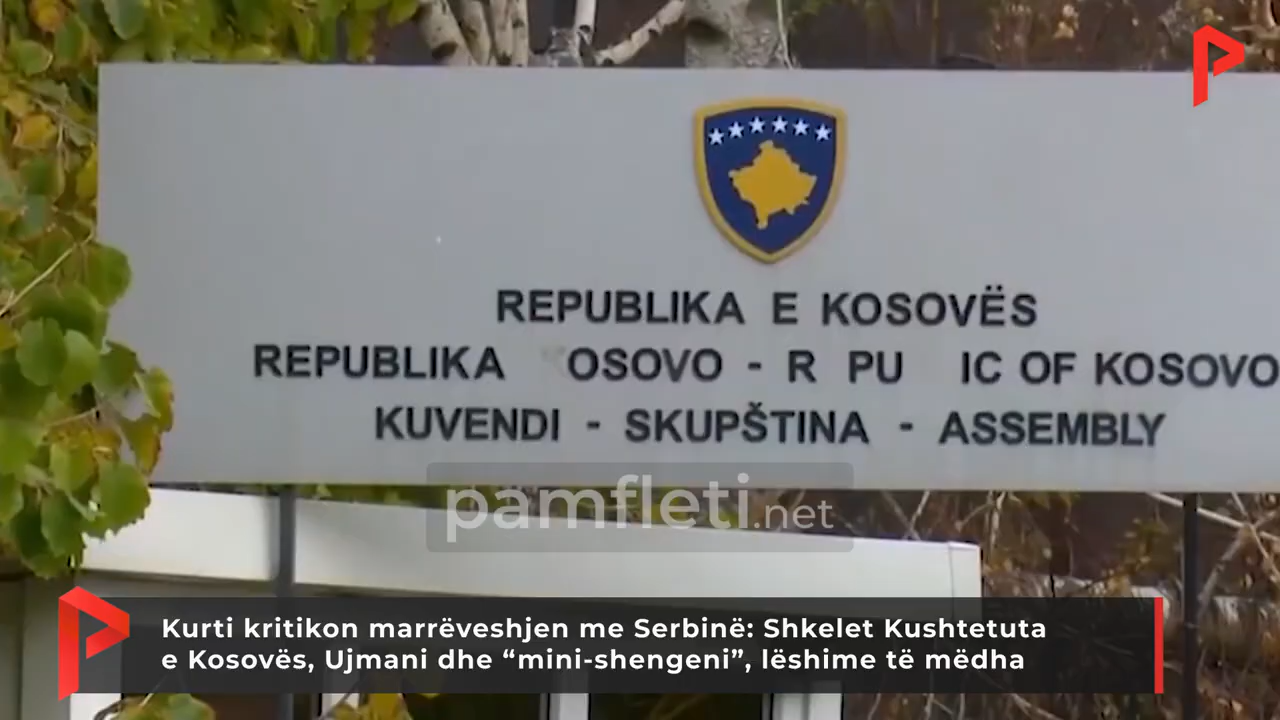 REPUBLIKA E KOSOVËS
REPUBLIKA OSOVO - R PU IC OF KOSOVO
KUVENDI - SKUPŠTINA - ASSEMBLY
pamfleti.net
Kurti kritikon marrëveshjen me Serbinë: Shkelet Kushtetuta
e Kosovës, Ujmani dhe “mini-shengeni”, lëshime të mëdha